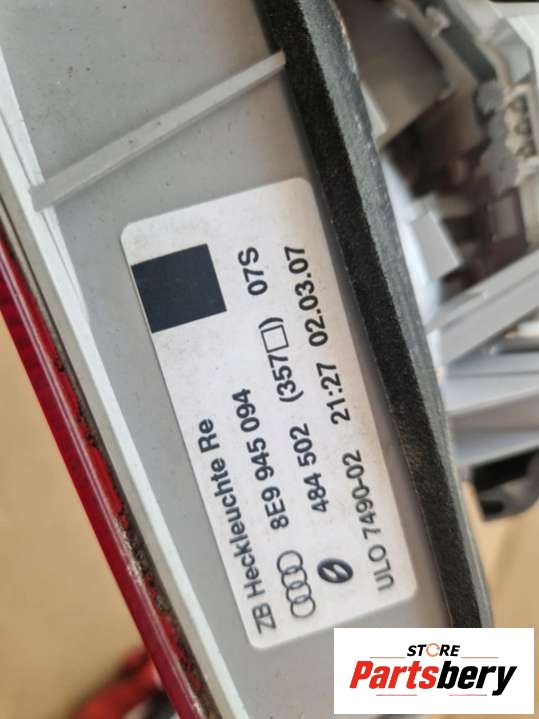 ZB Heckleuchte Re
8E9 945 094 07S
484 502 (357□)
21:27 02.03.07
ULO 7490-02
STORE
Partsbery